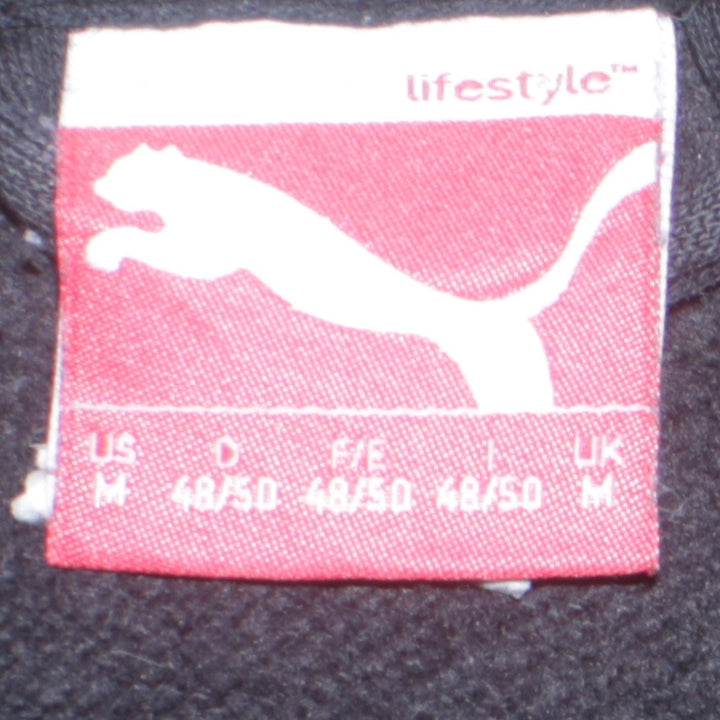 lifestyle™
US D F/E I UK
M 48/50 48/50 48/50 M